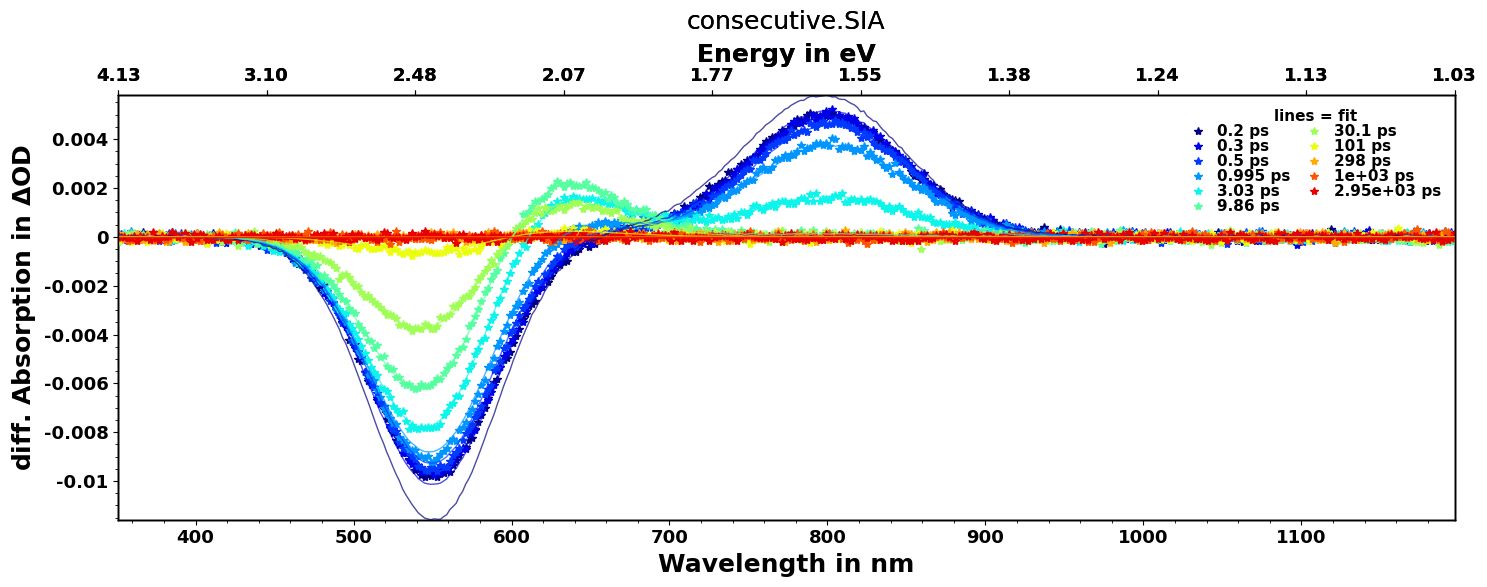 consecutive.SIA
Energy in eV
4.13 3.10 2.48 2.07 1.77 1.55 1.38 1.24 1.13 1.03
diff. Absorption in ΔOD
0.004
0.002
0
-0.002
-0.004
-0.006
-0.008
-0.01
lines = fit
0.2 ps 30.1 ps
0.3 ps 101 ps
0.5 ps 298 ps
0.995 ps 1e+03 ps
3.03 ps 2.95e+03 ps
9.86 ps
400 500 600 700 800 900 1000 1100
Wavelength in nm